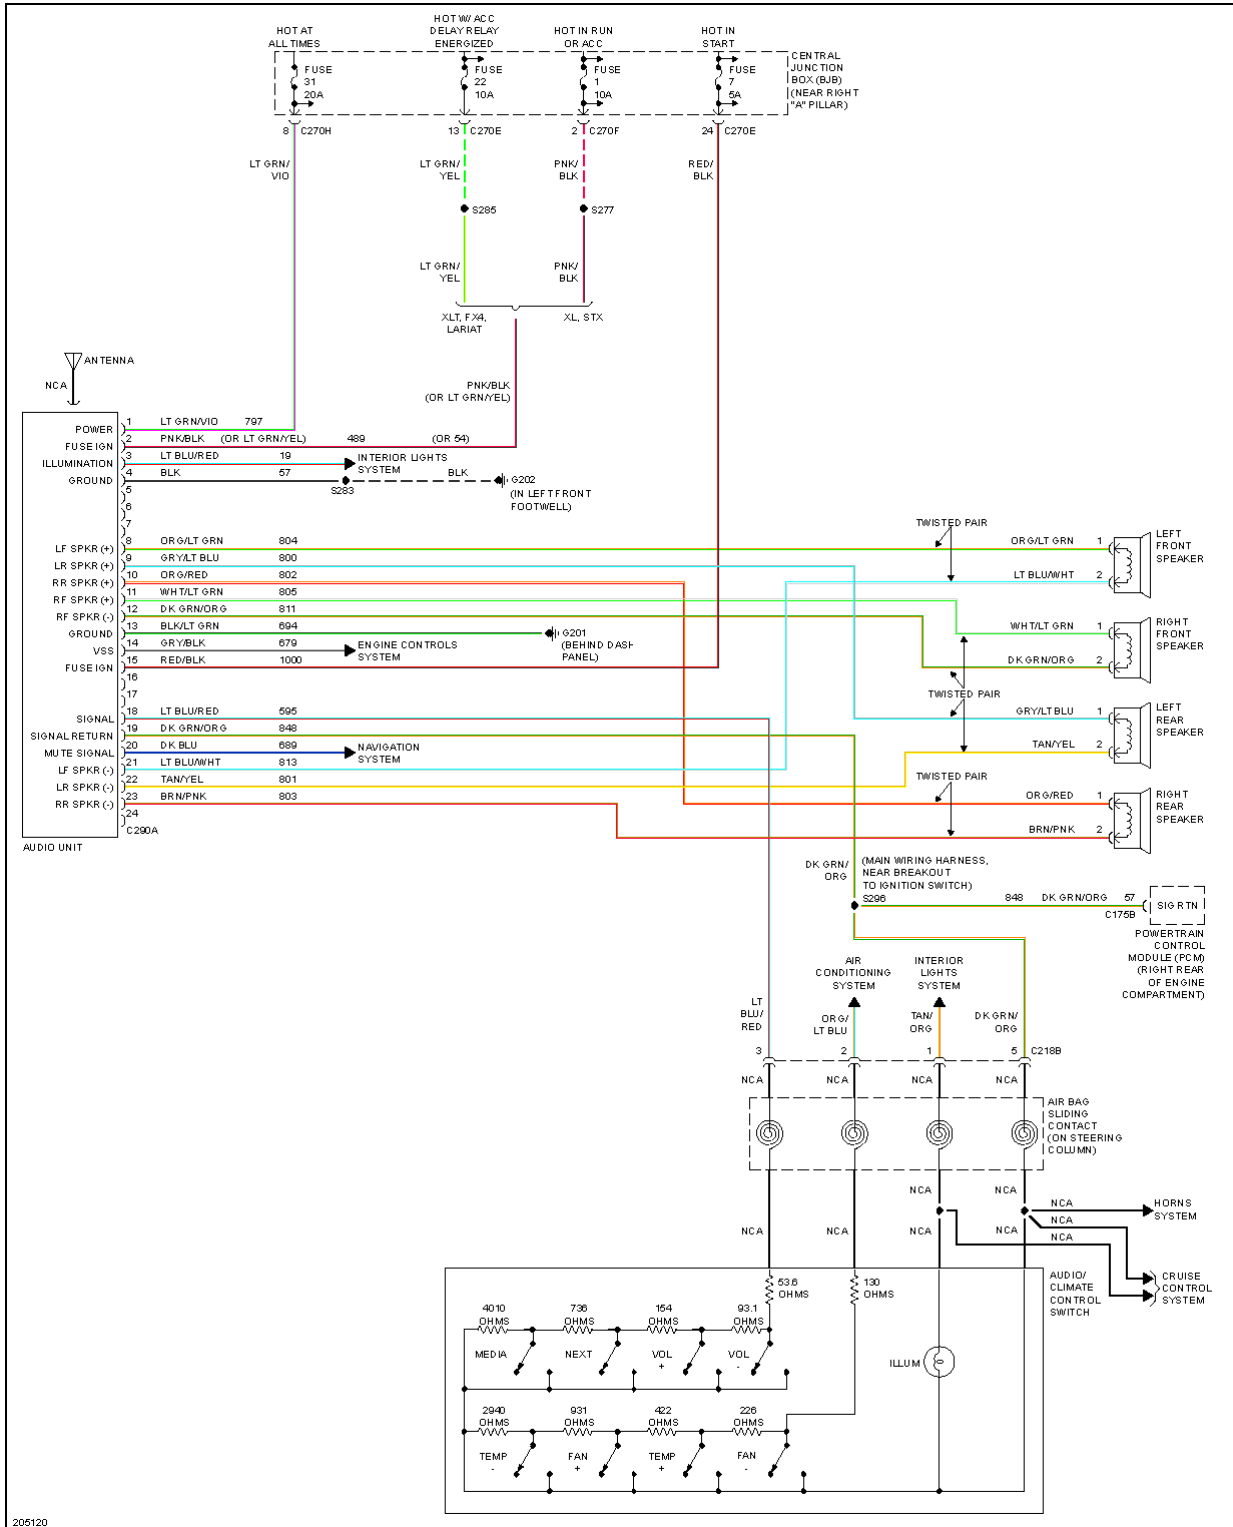 HOT AT
ALL TIMES
HOT W/ ACC
DELAY RELAY
ENERGIZED
HOT IN RUN
OR ACC
HOT IN
START
FUSE
31
20A
FUSE
22
10A
FUSE
1
10A
FUSE
7
5A
CENTRAL
JUNCTION
BOX (BJB)
(NEAR RIGHT
"A" PILLAR)
8 C270H
13 C270E
2 C270F
24 C270E
LT GRN/
VIO
LT GRN/
YEL
PNK/
BLK
RED/
BLK
S285
S277
LT GRN/
YEL
PNK/
BLK
XLT, FX4,
LARIAT
XL, STX
ANTENNA
NCA
PNK/BLK
(OR LT GRN/YEL)
POWER 1 LT GRN/VIO 797
FUSE IGN 2 PNK/BLK (OR LT GRN/YEL) 489 (OR 54)
ILLUMINATION 3 LT BLU/RED 19
INTERIOR LIGHTS
SYSTEM
GROUND 4 BLK 57 BLK
S283
G202
(IN LEFT FRONT
FOOTWELL)
5
6
7
LF SPKR (+) 8 ORG/LT GRN 804
LR SPKR (+) 9 GRY/LT BLU 800
RR SPKR (+) 10 ORG/RED 802
RF SPKR (+) 11 WHT/LT GRN 805
RF SPKR (-) 12 DK GRN/ORG 811
GROUND 13 BLK/LT GRN 694
G201
(BEHIND DASH
PANEL)
VSS 14 GRY/BLK 679
ENGINE CONTROLS
SYSTEM
FUSE IGN 15 RED/BLK 1000
16
17
SIGNAL 18 LT BLU/RED 595
SIGNAL RETURN 19 DK GRN/ORG 848
MUTE SIGNAL 20 DK BLU 689
NAVIGATION
SYSTEM
LF SPKR (-) 21 LT BLU/WHT 813
LR SPKR (-) 22 TAN/YEL 801
RR SPKR (-) 23 BRN/PNK 803
24
C290A
AUDIO UNIT
TWISTED PAIR
ORG/LT GRN 1
LT BLU/WHT 2
LEFT
FRONT
SPEAKER
WHT/LT GRN 1
DK GRN/ORG 2
RIGHT
FRONT
SPEAKER
TWISTED PAIR
GRY/LT BLU 1
TAN/YEL 2
LEFT
REAR
SPEAKER
TWISTED PAIR
ORG/RED 1
BRN/PNK 2
RIGHT
REAR
SPEAKER
DK GRN/
ORG
(MAIN WIRING HARNESS,
NEAR BREAKOUT
TO IGNITION SWITCH)
S296
848 DK GRN/ORG 57
C175B
SIG RTN
POWERTRAIN
CONTROL
MODULE (PCM)
(RIGHT REAR
OF ENGINE
COMPARTMENT)
AIR
CONDITIONING
SYSTEM
INTERIOR
LIGHTS
SYSTEM
LT
BLU/
RED
ORG/
LT BLU
TAN/
ORG
DK GRN/
ORG
3 2 1 5 C218B
NCA NCA NCA NCA
AIR BAG
SLIDING
CONTACT
(ON STEERING
COLUMN)
NCA NCA
NCA
HORNS
SYSTEM
NCA
NCA NCA NCA NCA NCA
CRUISE
CONTROL
SYSTEM
AUDIO/
CLIMATE
CONTROL
SWITCH
53.6
OHMS
130
OHMS
4010
OHMS
736
OHMS
154
OHMS
93.1
OHMS
MEDIA
NEXT
VOL
+
VOL
-
ILLUM
2940
OHMS
931
OHMS
422
OHMS
226
OHMS
TEMP
-
FAN
+
TEMP
+
FAN
-
205120